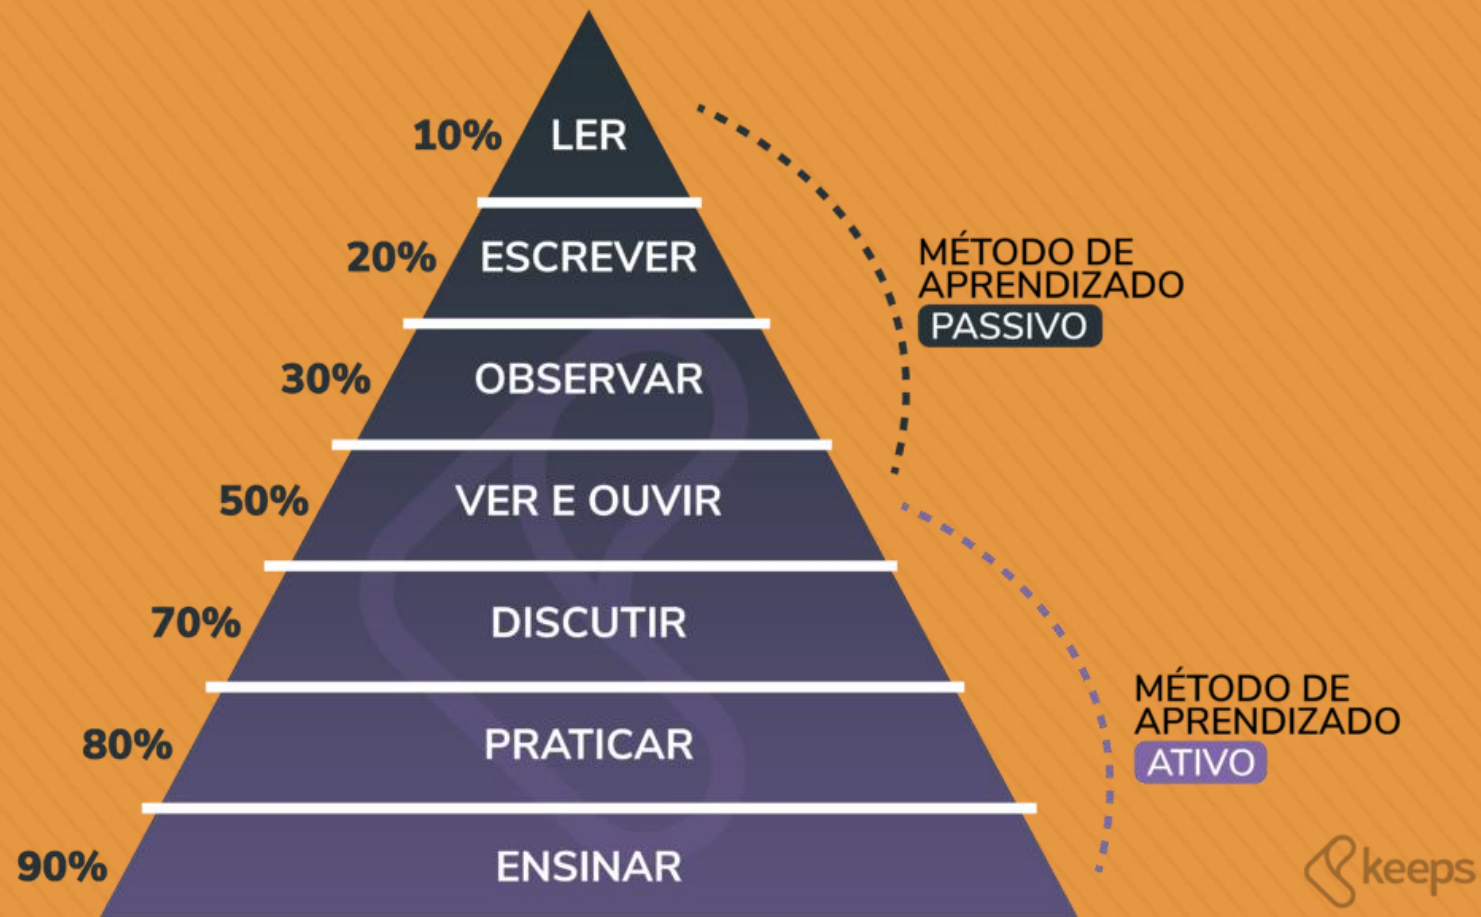 10% LER
20% ESCREVER
30% OBSERVAR
50% VER E OUVIR
70% DISCUTIR
80% PRATICAR
90% ENSINAR
MÉTODO DE
APRENDIZADO
PASSIVO
MÉTODO DE
APRENDIZADO
ATIVO
keeps